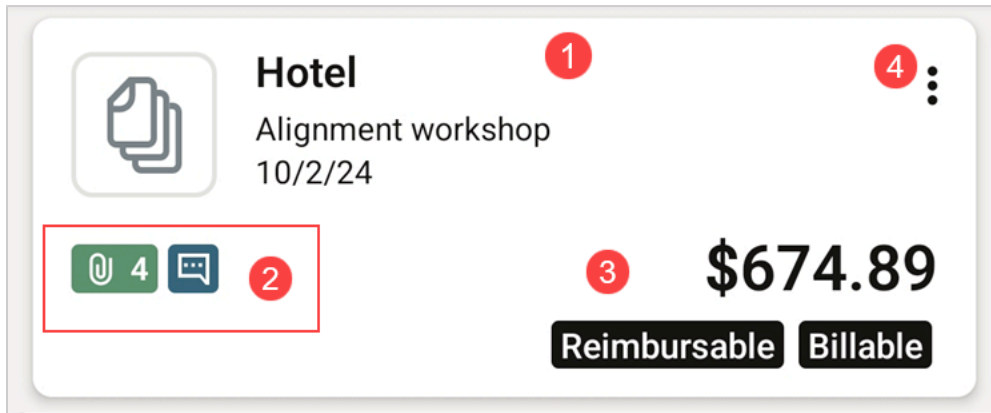 Hotel
1
4
Alignment workshop
10/2/24
4
2
3
$674.89
Reimbursable Billable